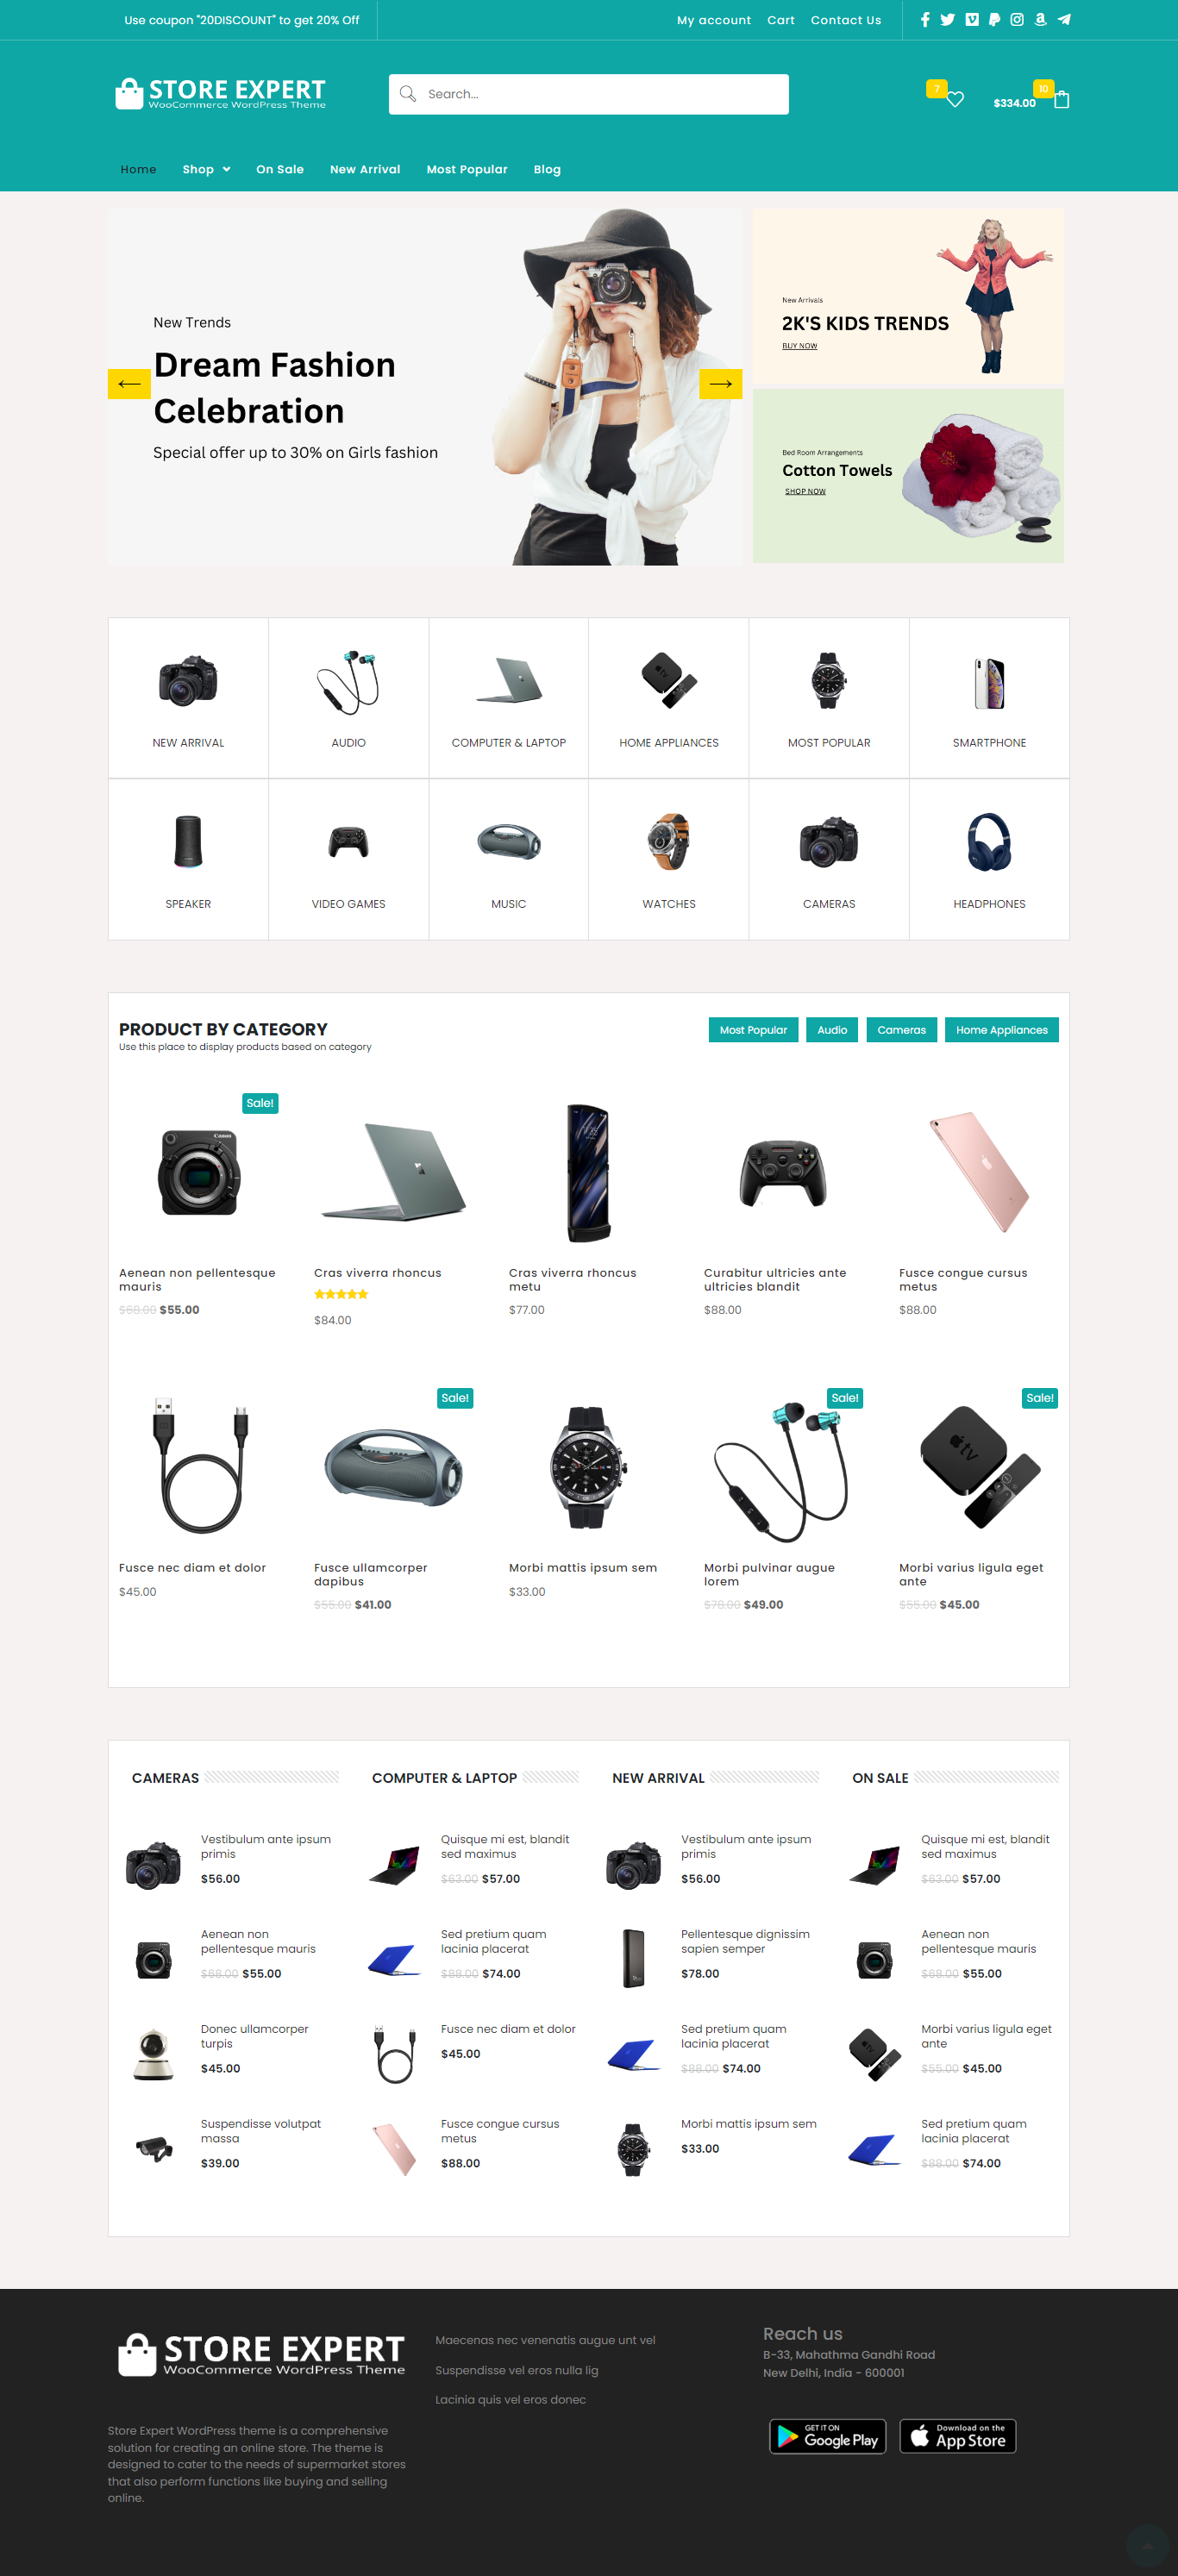 Use coupon "20DISCOUNT" to get 20% Off
My account Cart Contact Us
STORE EXPERT
WooCommerce WordPress Theme
Search...
7
$334.00
10
Home Shop On Sale New Arrival Most Popular Blog
New Trends
Dream Fashion
Celebration
Special offer up to 30% on Girls fashion
New Arrivals
2K'S KIDS TRENDS
BUY NOW
Bed Room Arrangements
Cotton Towels
SHOP NOW
NEW ARRIVAL AUDIO COMPUTER & LAPTOP HOME APPLIANCES MOST POPULAR SMARTPHONE
SPEAKER VIDEO GAMES MUSIC WATCHES CAMERAS HEADPHONES
PRODUCT BY CATEGORY
Use this place to display products based on category
Most Popular Audio Cameras Home Appliances
Sale!
Canon
Aenean non pellentesque
mauris
$68.00 $55.00
Cras viverra rhoncus
$84.00
Cras viverra rhoncus
metu
$77.00
Curabitur ultricies ante
ultricies blandit
$88.00
Fusce congue cursus
metus
$88.00
Fusce nec diam et dolor
$45.00
Sale!
Fusce ullamcorper
dapibus
$55.00 $41.00
Morbi mattis ipsum sem
$33.00
Sale!
Morbi pulvinar augue
lorem
$78.00 $49.00
Sale!
tv
Morbi varius ligula eget
ante
$55.00 $45.00
CAMERAS
Vestibulum ante ipsum
primis
$56.00
Aenean non
pellentesque mauris
$68.00 $55.00
Donec ullamcorper
turpis
$45.00
Suspendisse volutpat
massa
$39.00
COMPUTER & LAPTOP
Quisque mi est, blandit
sed maximus
$63.00 $57.00
Sed pretium quam
lacinia placerat
$88.00 $74.00
Fusce nec diam et dolor
$45.00
Fusce congue cursus
metus
$88.00
NEW ARRIVAL
Vestibulum ante ipsum
primis
$56.00
Pellentesque dignissim
sapien semper
$78.00
Sed pretium quam
lacinia placerat
$88.00 $74.00
Morbi mattis ipsum sem
$33.00
ON SALE
Quisque mi est, blandit
sed maximus
$63.00 $57.00
Aenean non
pellentesque mauris
$68.00 $55.00
Morbi varius ligula eget
ante
$55.00 $45.00
Sed pretium quam
lacinia placerat
$88.00 $74.00
STORE EXPERT
WooCommerce WordPress Theme
Store Expert WordPress theme is a comprehensive
solution for creating an online store. The theme is
designed to cater to the needs of supermarket stores
that also perform functions like buying and selling
online.
Maecenas nec venenatis augue unt vel
Suspendisse vel eros nulla lig
Lacinia quis vel eros donec
Reach us
B-33, Mahathma Gandhi Road
New Delhi, India - 600001
GET IT ON
Google Play
Download on the
App Store